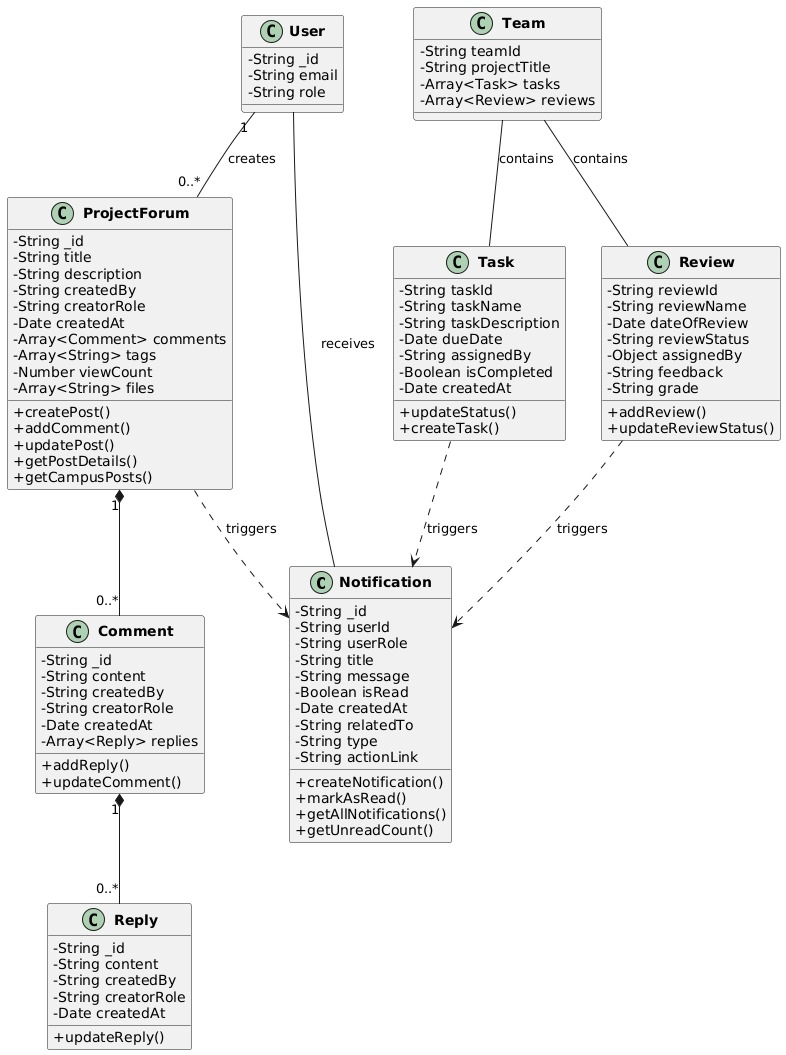 C User
-String _id
-String email
-String role
C Team
-String teamId
-String projectTitle
-Array<Task> tasks
-Array<Review> reviews
1
creates
0..*
contains
contains
C ProjectForum
-String _id
-String title
-String description
-String createdBy
-String creatorRole
-Date createdAt
-Array<Comment> comments
-Array<String> tags
-Number viewCount
-Array<String> files
+createPost()
+addComment()
+updatePost()
+getPostDetails()
+getCampusPosts()
receives
C Task
-String taskId
-String taskName
-String taskDescription
-Date dueDate
-String assignedBy
-Boolean isCompleted
-Date createdAt
+updateStatus()
+createTask()
C Review
-String reviewId
-String reviewName
-Date dateOfReview
-String reviewStatus
-Object assignedBy
-String feedback
-String grade
+addReview()
+updateReviewStatus()
1
0..*
triggers
triggers
triggers
C Comment
-String _id
-String content
-String createdBy
-String creatorRole
-Date createdAt
-Array<Reply> replies
+addReply()
+updateComment()
C Notification
-String _id
-String userId
-String userRole
-String title
-String message
-Boolean isRead
-Date createdAt
-String relatedTo
-String type
-String actionLink
+createNotification()
+markAsRead()
+getAllNotifications()
+getUnreadCount()
1
0..*
C Reply
-String _id
-String content
-String createdBy
-String creatorRole
-Date createdAt
+updateReply()